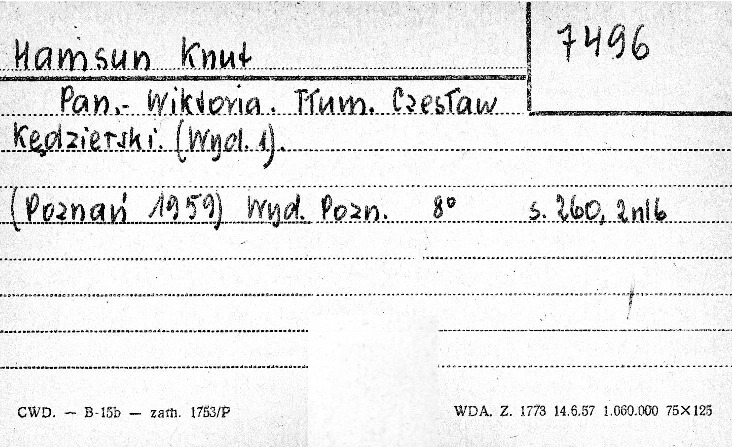 Hamsun Knut
7496
Pan.- Wiktoria. Tłum. Czesław
Kędzierski. (Wyd. 1).
(Poznań 1959) Wyd. Pozn. 8° s. 260, 2nlb
CWD. — B-15b — zam. 1753/P
WDA. Z. 1773 14.6.57 1.060.000 75×125